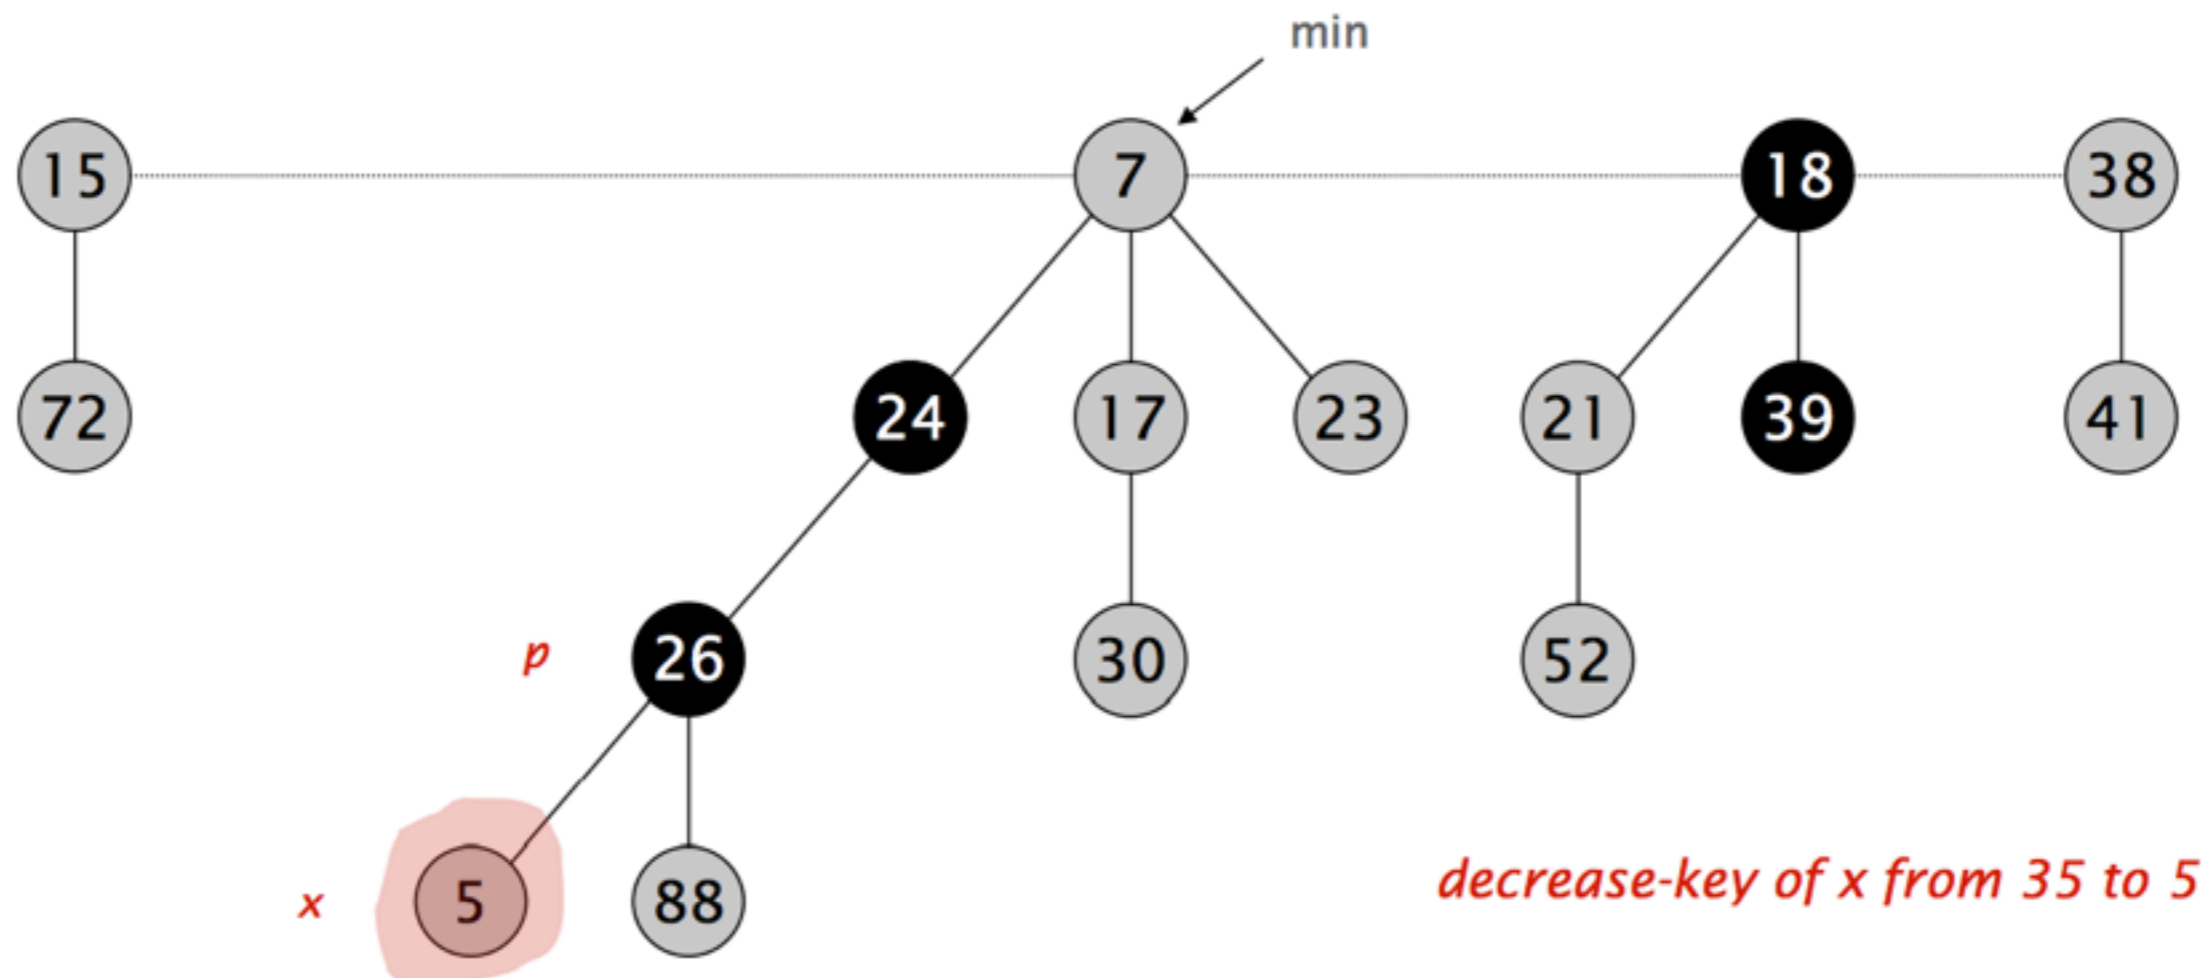 min
15 7 18 38
72 24 17 23 21 39 41
p 26 30 52
x 5 88
decrease-key of x from 35 to 5